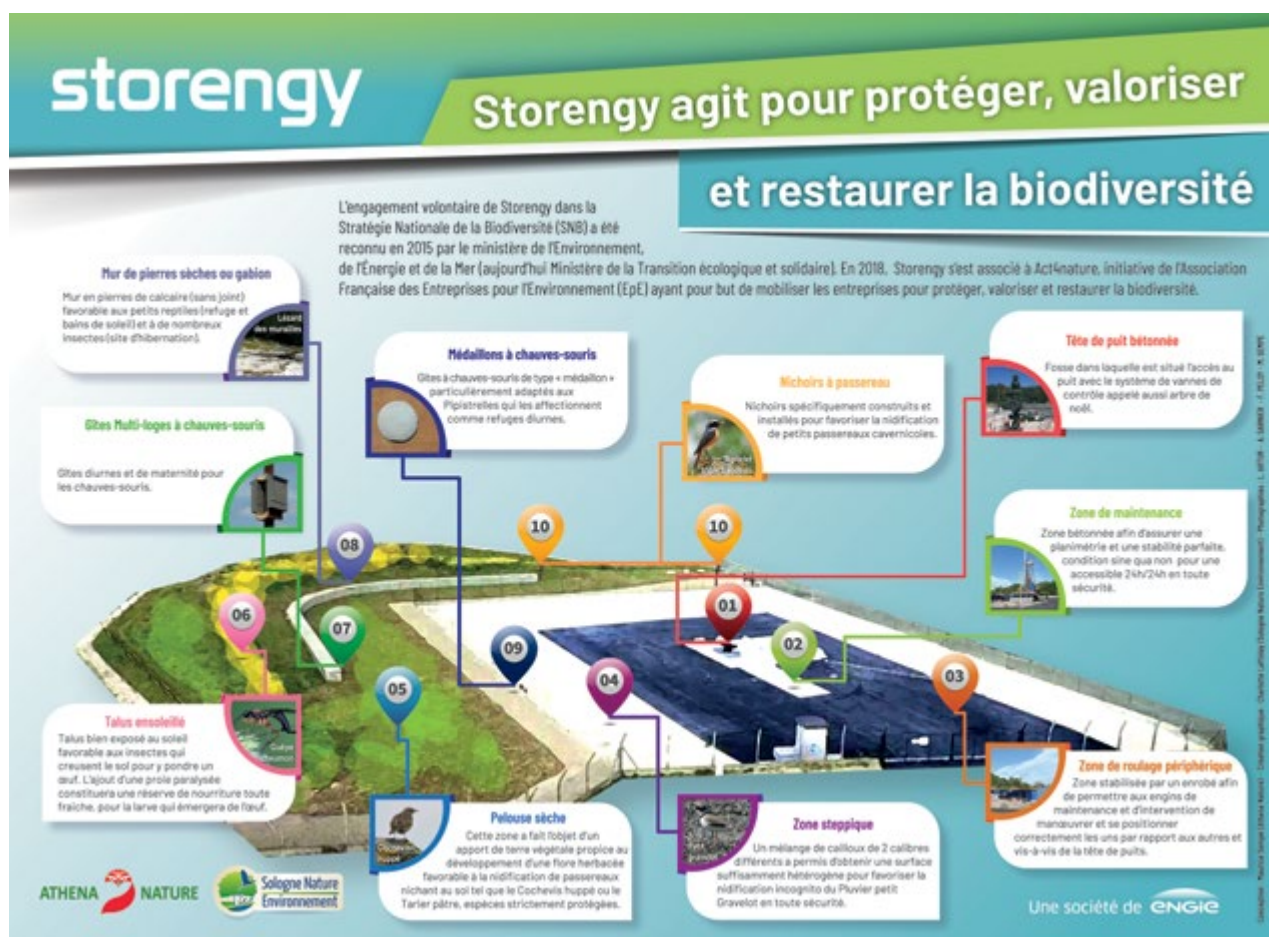 storengy
Storengy agit pour protéger, valoriser
et restaurer la biodiversité
L'engagement volontaire de Storengy dans la
Stratégie Nationale de la Biodiversité (SNB) a été
reconnu en 2015 par le ministère de l'Environnement,
de l'Énergie et de la Mer (aujourd'hui Ministère de la Transition écologique et solidaire). En 2018, Storengy s'est associé à Act4nature, initiative de l'Association
Française des Entreprises pour l'Environnement (EpE) ayant pour but de mobiliser les entreprises pour protéger, valoriser et restaurer la biodiversité.
Mur de pierres sèches ou gabion
Mur en pierres de calcaire (sans joint)
favorable aux petits reptiles (refuge et
bains de soleil) et à de nombreux
insectes (site d'hibernation).
Lézard
des murailles
Gîtes Multi-loges à chauves-souris
Gîtes diurnes et de maternité pour
les chauves-souris.
Médaillons à chauves-souris
Gîtes à chauves-souris de type « médaillon »
particulièrement adaptés aux
Pipistrelles qui les affectionnent
comme refuges diurnes.
Nichoirs à passereau
Nichoirs spécifiquement construits et
installés pour favoriser la nidification
de petits passereaux cavernicoles.
Tête de puit bétonnée
Fosse dans laquelle est situé l'accès au
puit avec le système de vannes de
contrôle appelé aussi arbre de
noël.
Zone de maintenance
Zone bétonnée afin d'assurer une
planimétrie et une stabilité parfaite,
condition sine qua non pour une
accessible 24h/24h en toute
sécurité.
08
10
10
06
07
01
09
02
05
04
03
Talus ensoleillé
Talus bien exposé au soleil
favorable aux insectes qui
creusent le sol pour y pondre un
œuf. L'ajout d'une proie paralysée
constituera une réserve de nourriture toute
fraîche, pour la larve qui émergera de l'œuf.
Pelouse sèche
Cette zone a fait l'objet d'un
apport de terre végétale propice au
développement d'une flore herbacée
favorable à la nidification de passereaux
nichant au sol tel que le Cochevis huppé ou le
Tarier pâtre, espèces strictement protégées.
Cochevis
huppé
Zone steppique
Un mélange de cailloux de 2 calibres
différents a permis d'obtenir une surface
suffisamment hétérogène pour favoriser la
nidification incognito du Pluvier petit
Gravelot en toute sécurité.
Zone de roulage périphérique
Zone stabilisée par un enrobé afin
de permettre aux engins de
maintenance et d'intervention de
manœuvrer et se positionner
correctement les uns par rapport aux autres et
vis-à-vis de la tête de puits.
ATHENA NATURE
Sologne Nature
Environnement
Une société de ENGIE